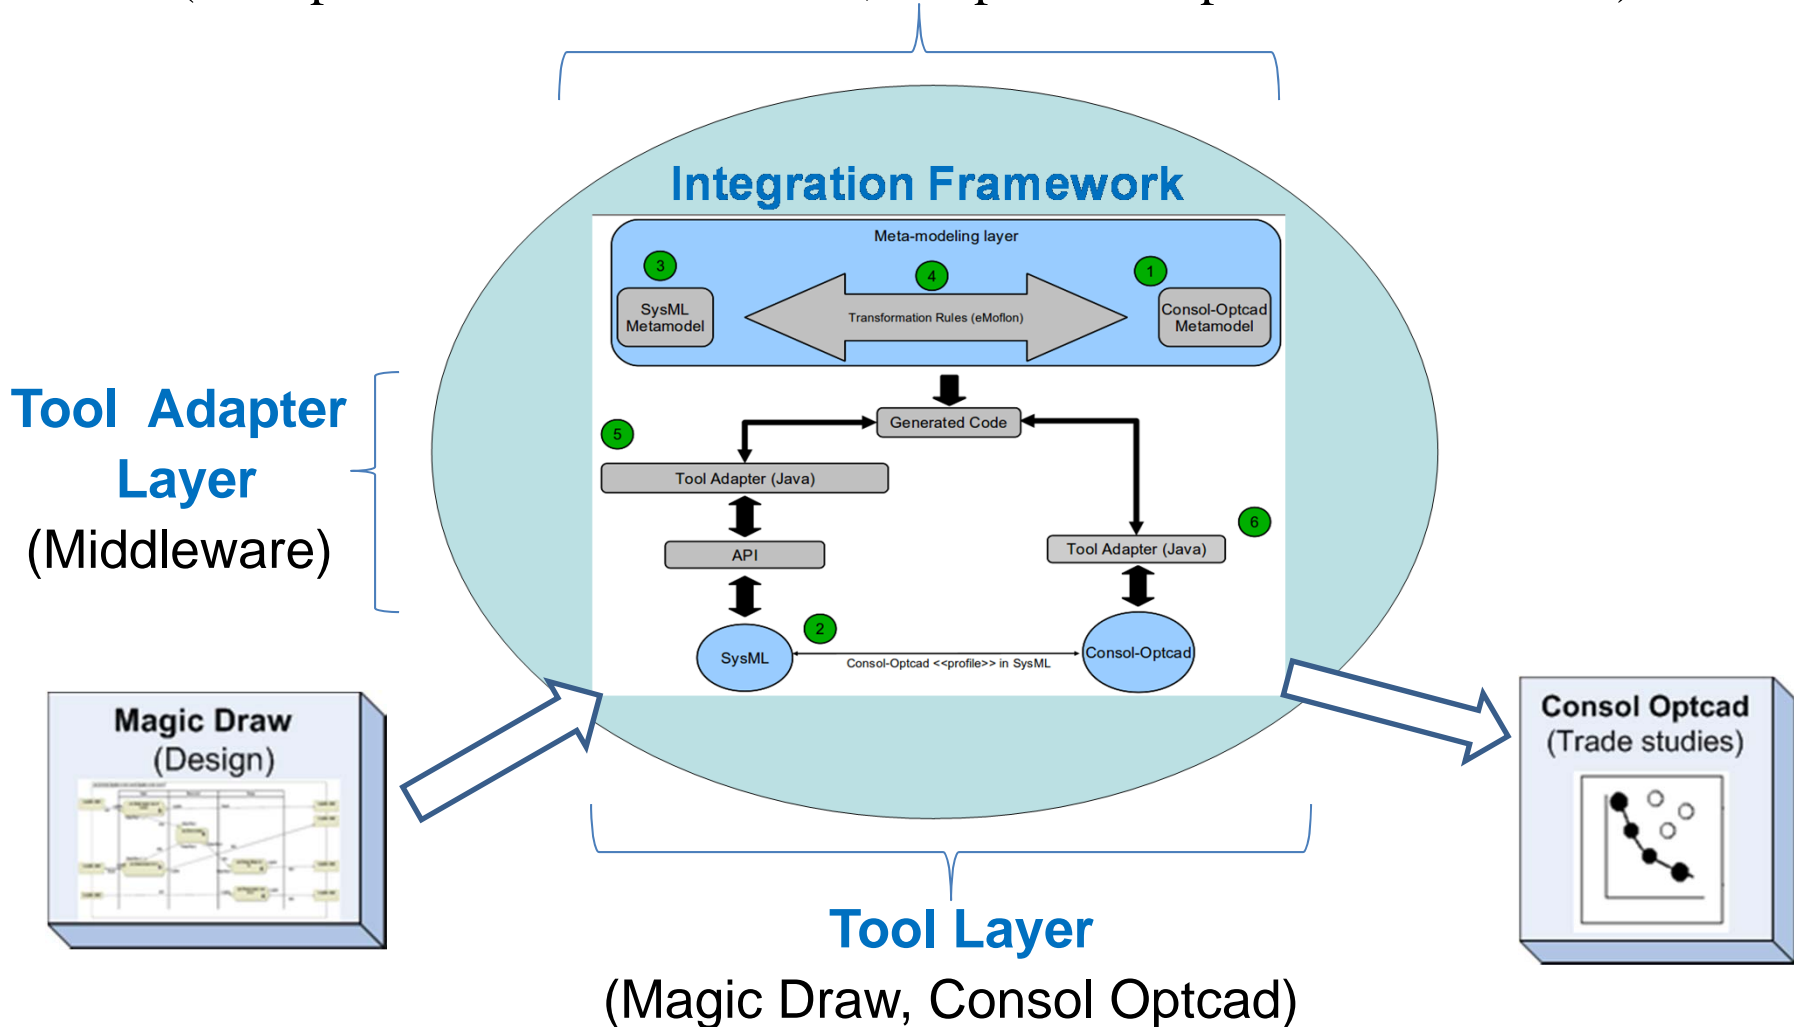 Integration Framework
Meta-modeling layer
3
4
1
SysML
Metamodel
Transformation Rules (eMoflon)
Consol-Optcad
Metamodel
Tool Adapter
Layer
(Middleware)
Generated Code
5
Tool Adapter (Java)
6
API
Tool Adapter (Java)
2
SysML
Consol-Optcad <<profile>> in SysML
Consol-Optcad
Magic Draw
(Design)
Consol Optcad
(Trade studies)
Tool Layer
(Magic Draw, Consol Optcad)